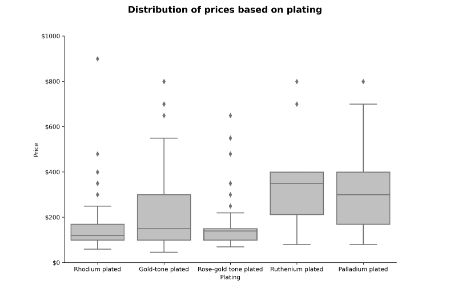 Distribution of prices based on plating
$1000
$800
$600
$400
$200
$0
Price
Rhodium plated
Gold-tone plated
Rose-gold tone plated
Ruthenium plated
Palladium plated
Plating